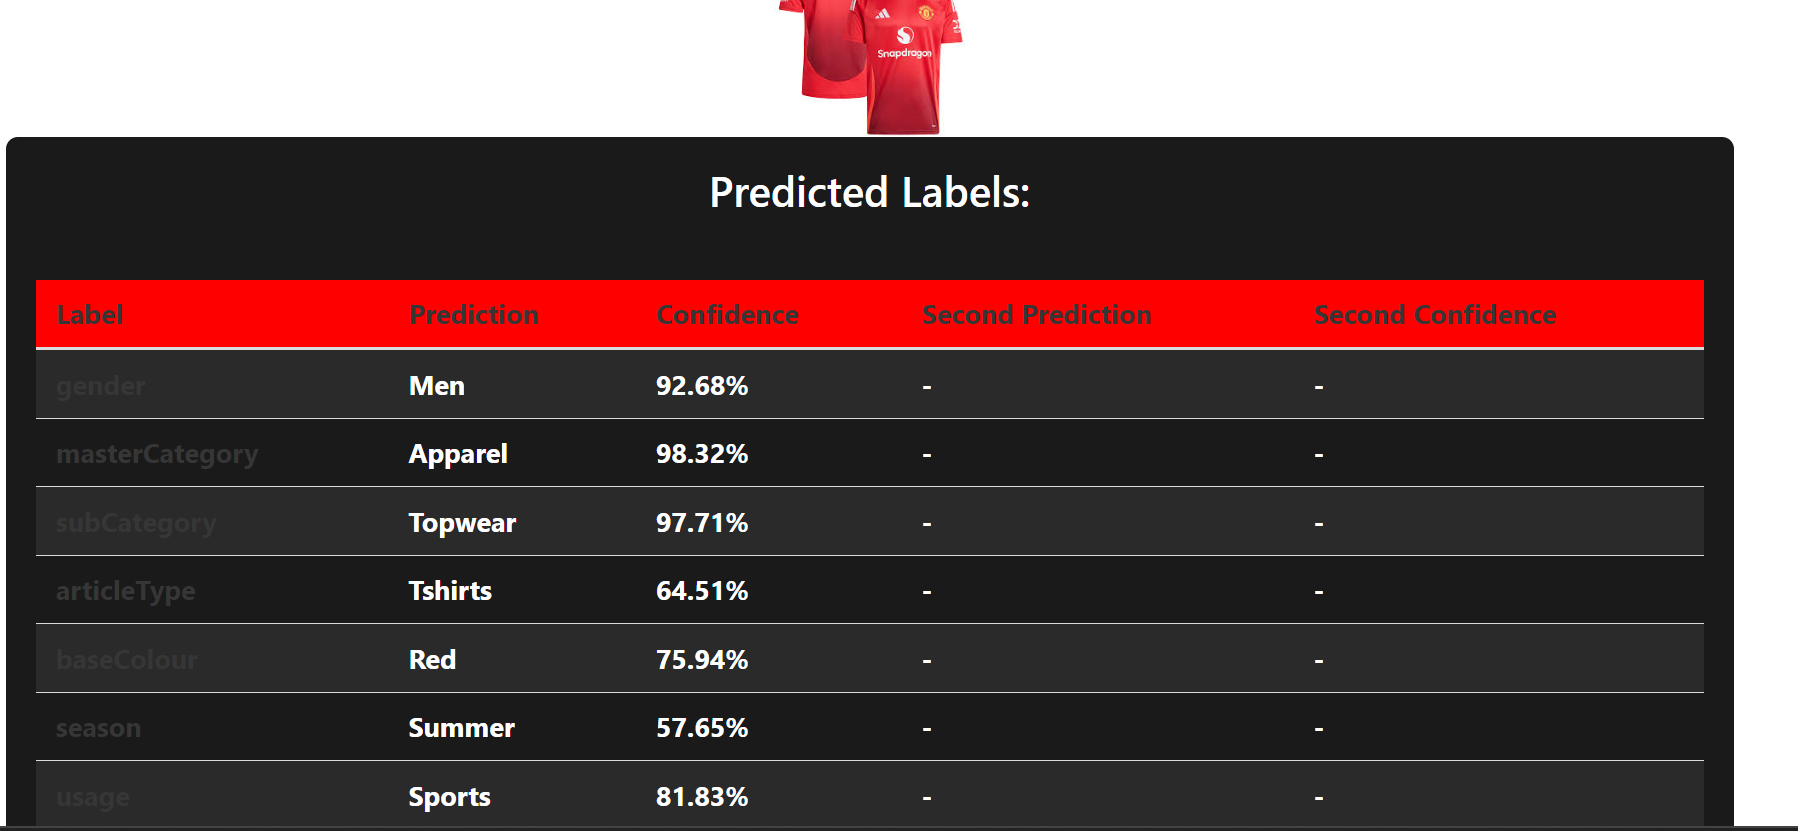 Snapdragon
Predicted Labels:
Label Prediction Confidence Second Prediction Second Confidence
gender Men 92.68% - -
masterCategory Apparel 98.32% - -
subCategory Topwear 97.71% - -
articleType Tshirts 64.51% - -
baseColour Red 75.94% - -
season Summer 57.65% - -
usage Sports 81.83% - -